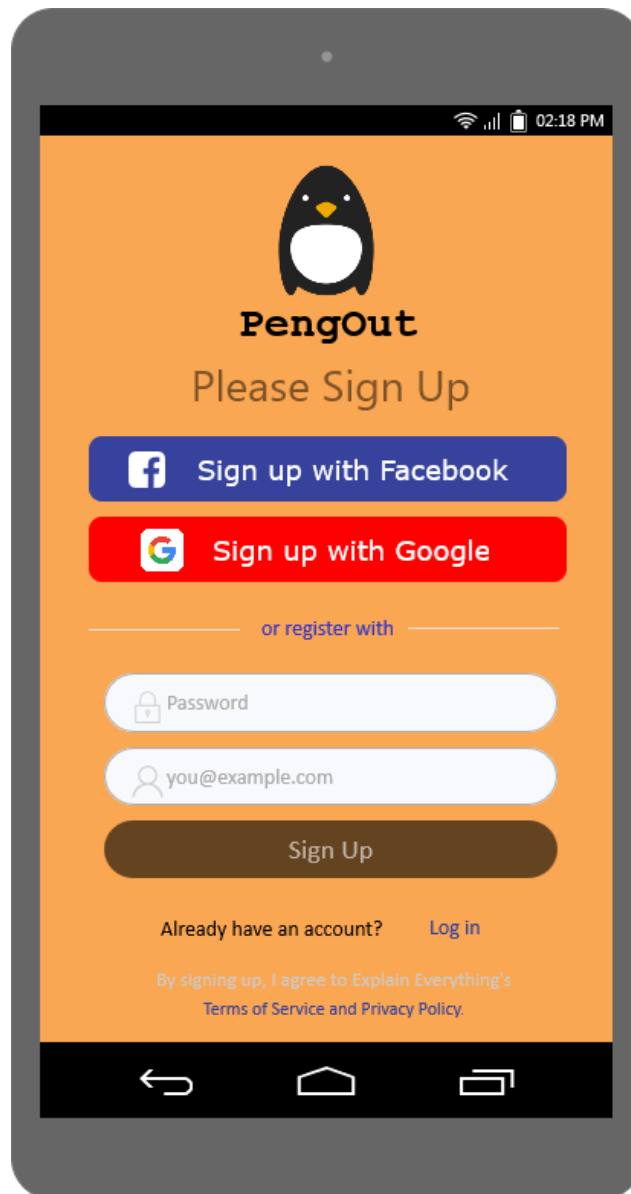 02:18 PM
PengOut
Please Sign Up
Sign up with Facebook
Sign up with Google
or register with
Password
you@example.com
Sign Up
Already have an account? Log in
By signing up, I agree to Explain Everything's
Terms of Service and Privacy Policy.